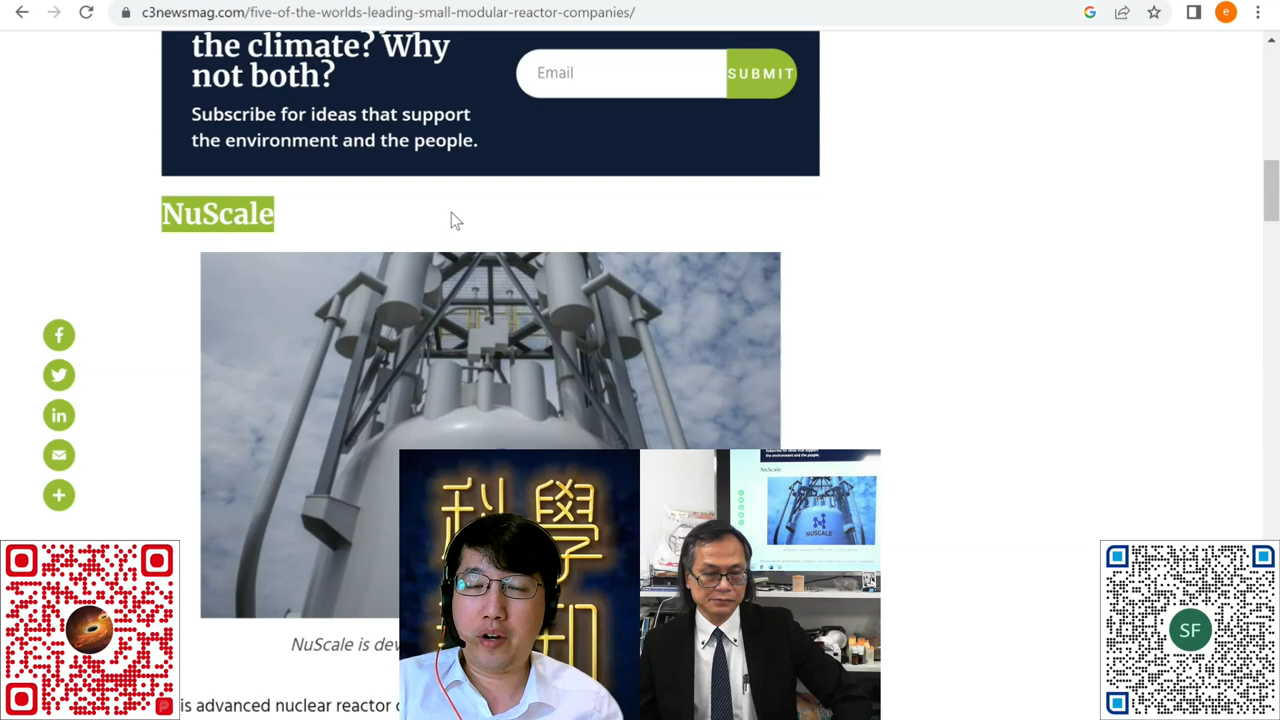 c3newsmag.com/five-of-the-worlds-leading-small-modular-reactor-companies/
the climate? Why
not both?
Subscribe for ideas that support
the environment and the people.
Email
SUBMIT
NuScale
NuScale is dev
is advanced nuclear reactor c
科學
NuScale
NUSCALE
SF